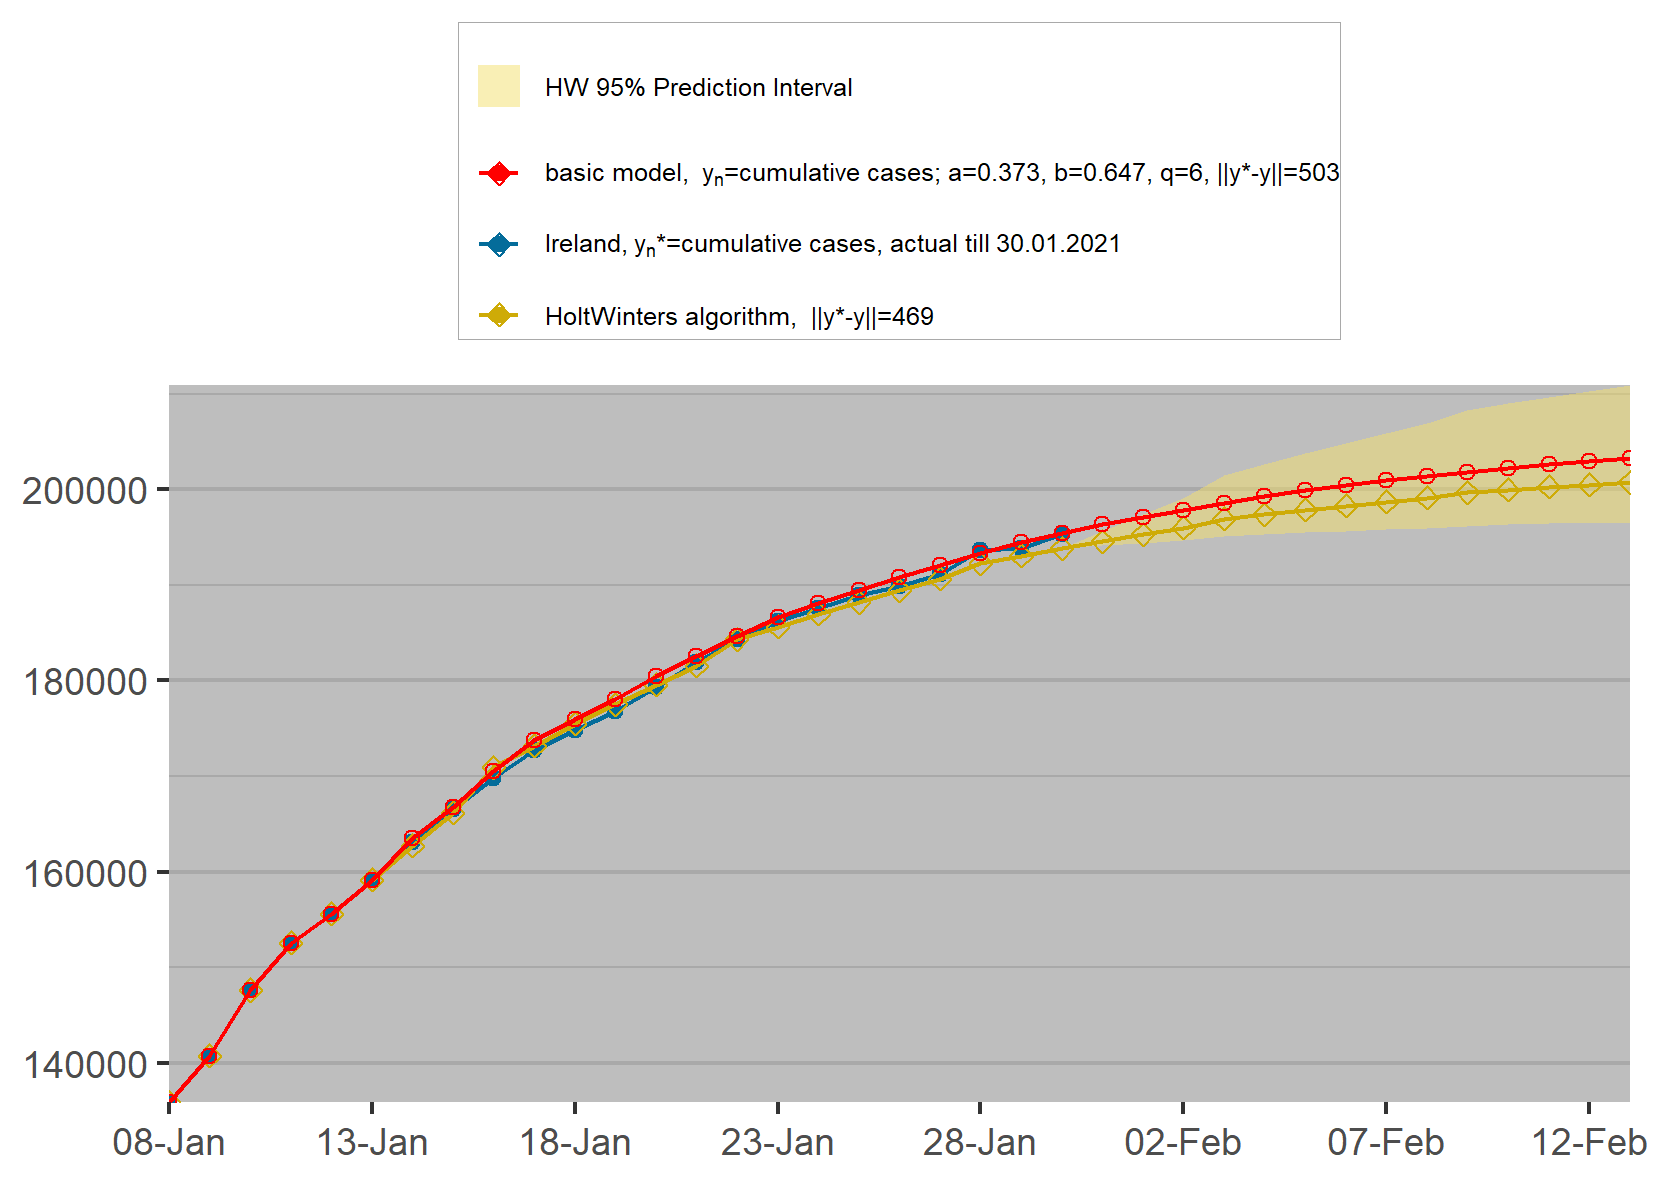 HW 95% Prediction Interval
basic model, yn=cumulative cases; a=0.373, b=0.647, q=6, ||y*-y||=503
Ireland, yn*=cumulative cases, actual till 30.01.2021
HoltWinters algorithm, ||y*-y||=469
200000
180000
160000
140000
08-Jan 13-Jan 18-Jan 23-Jan 28-Jan 02-Feb 07-Feb 12-Feb